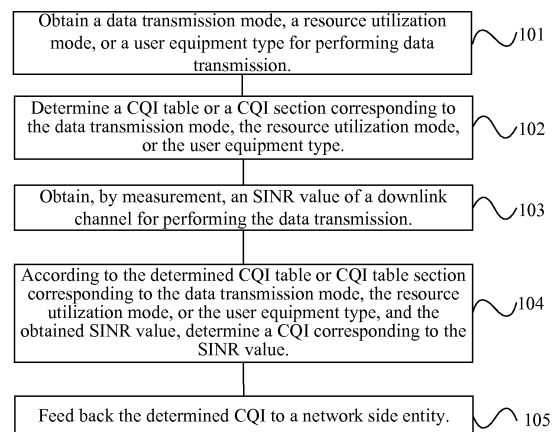 Obtain a data transmission mode, a resource utilization
mode, or a user equipment type for performing data
transmission.
101
Determine a CQI table or a CQI section corresponding to
the data transmission mode, the resource utilization mode,
or the user equipment type.
102
Obtain, by measurement, an SINR value of a downlink
channel for performing the data transmission.
103
According to the determined CQI table or CQI table section
corresponding to the data transmission mode, the resource
utilization mode, or the user equipment type, and the
obtained SINR value, determine a CQI corresponding to the
SINR value.
104
Feed back the determined CQI to a network side entity.
105